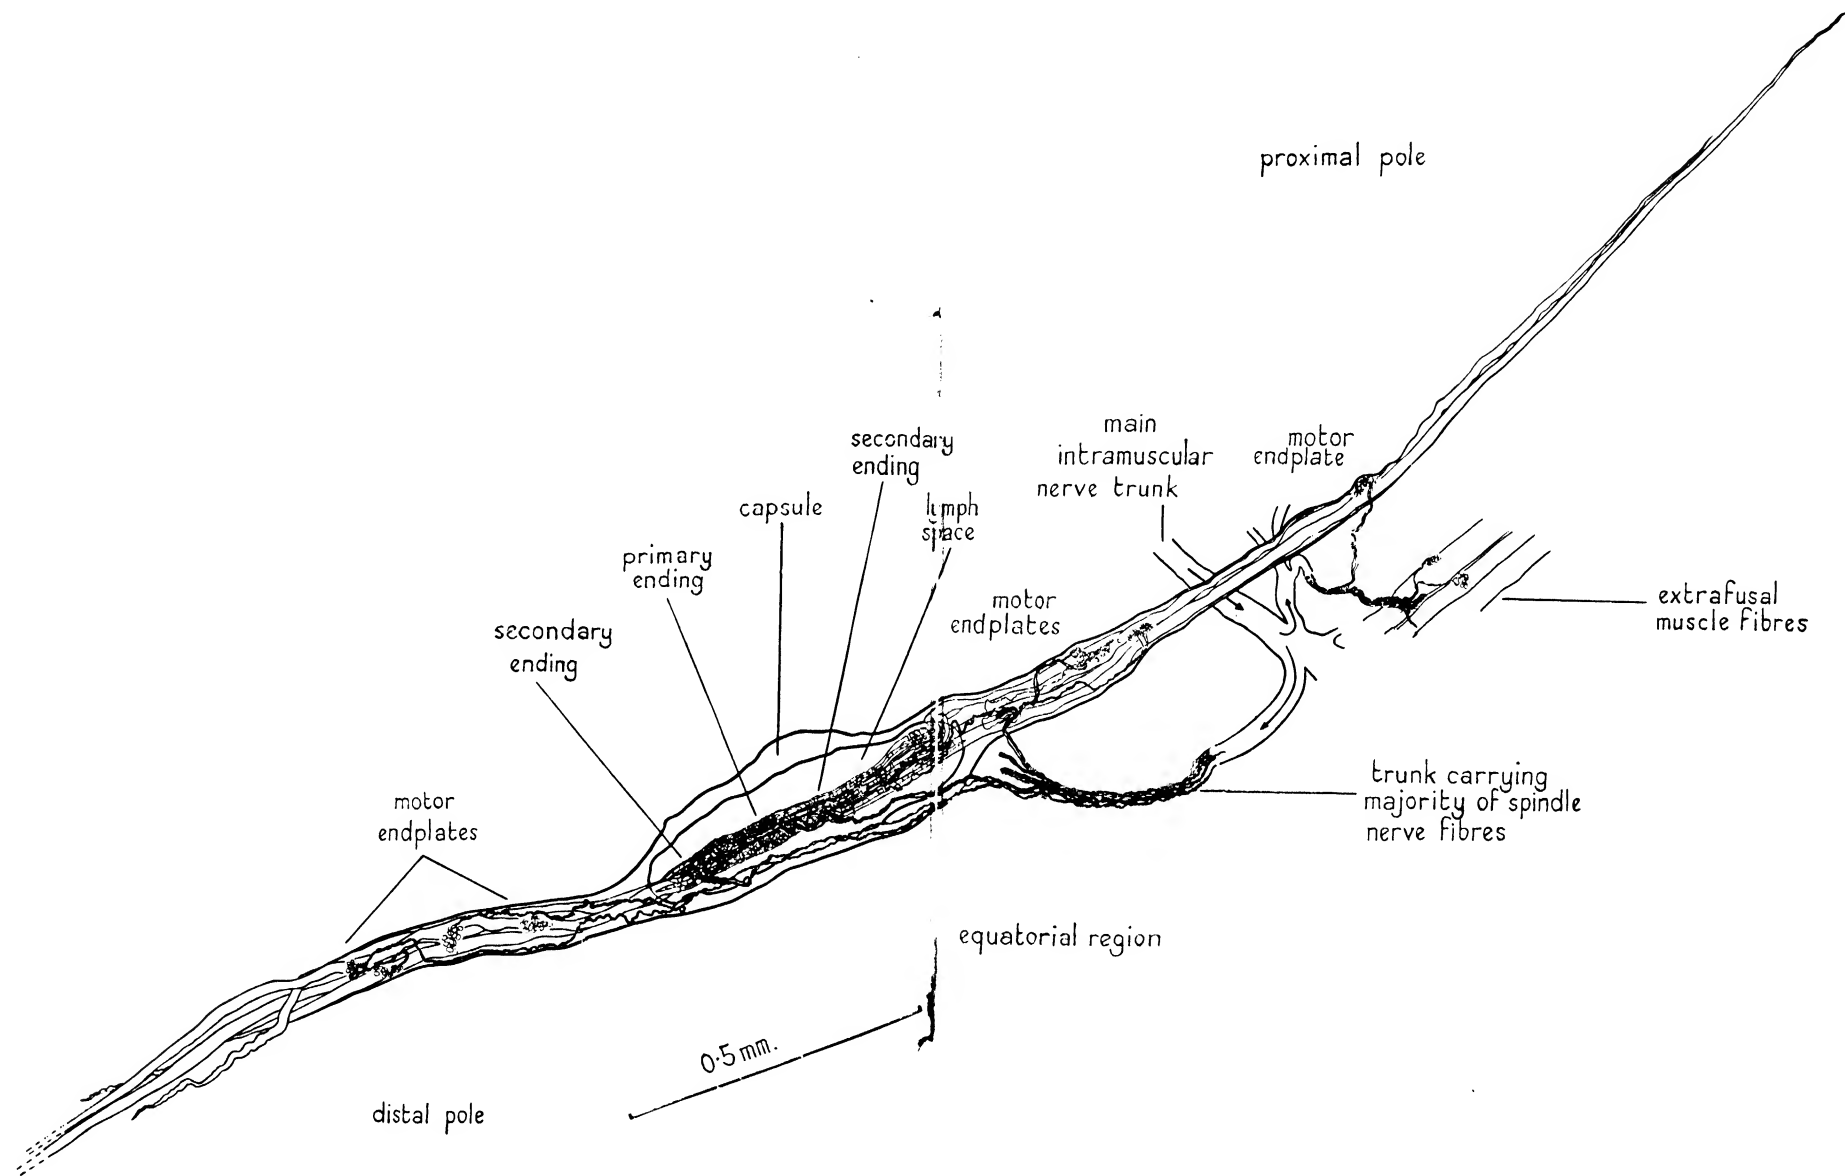 proximal pole
main
intramuscular
nerve trunk
motor
endplate
secondary
ending
capsule
lymph
space
primary
ending
motor
endplates
extrafusal
muscle fibres
secondary
ending
trunk carrying
majority of spindle
nerve fibres
motor
endplates
equatorial region
0·5 mm.
distal pole